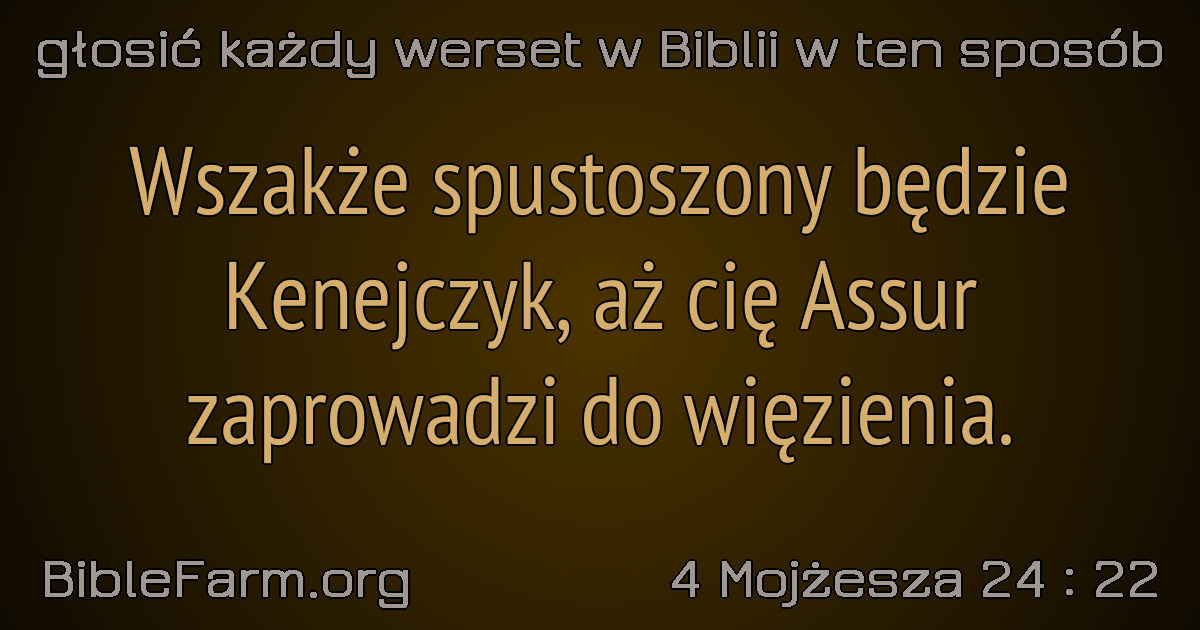 głosić każdy werset w Biblii w ten sposób
Wszakże spustoszony będzie
Kenejczyk, aż cię Assur
zaprowadzi do więzienia.
BibleFarm.org
4 Mojżesza 24 : 22